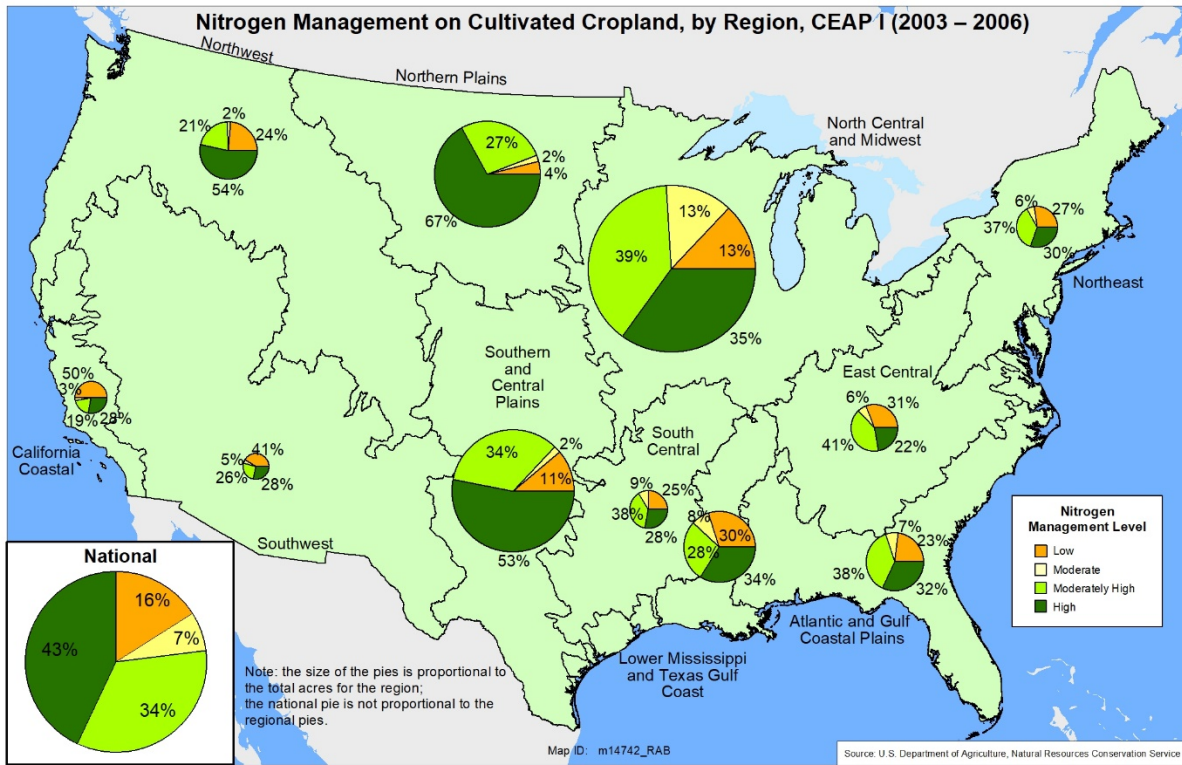 Nitrogen Management on Cultivated Cropland, by Region, CEAP I (2003 – 2006)
Northwest
2%
21%
24%
54%
Northern Plains
27%
2%
4%
67%
North Central
and Midwest
13%
13%
39%
35%
6%
27%
37%
30%
Northeast
50%
3%
19%
28%
California
Coastal
41%
5%
26%
28%
Southwest
Southern
and
Central
Plains
34%
2%
11%
53%
South
Central
9%
25%
38%
28%
8%
30%
28%
34%
Lower Mississippi
and Texas Gulf
Coast
East Central
6%
31%
41%
22%
7%
23%
38%
32%
Atlantic and Gulf
Coastal Plains
Nitrogen
Management Level
Low
Moderate
Moderately High
High
National
16%
7%
43%
34%
Note: the size of the pies is proportional to
the total acres for the region;
the national pie is not proportional to the
regional pies.
Map ID: m14742_RAB
Source: U.S. Department of Agriculture, Natural Resources Conservation Service